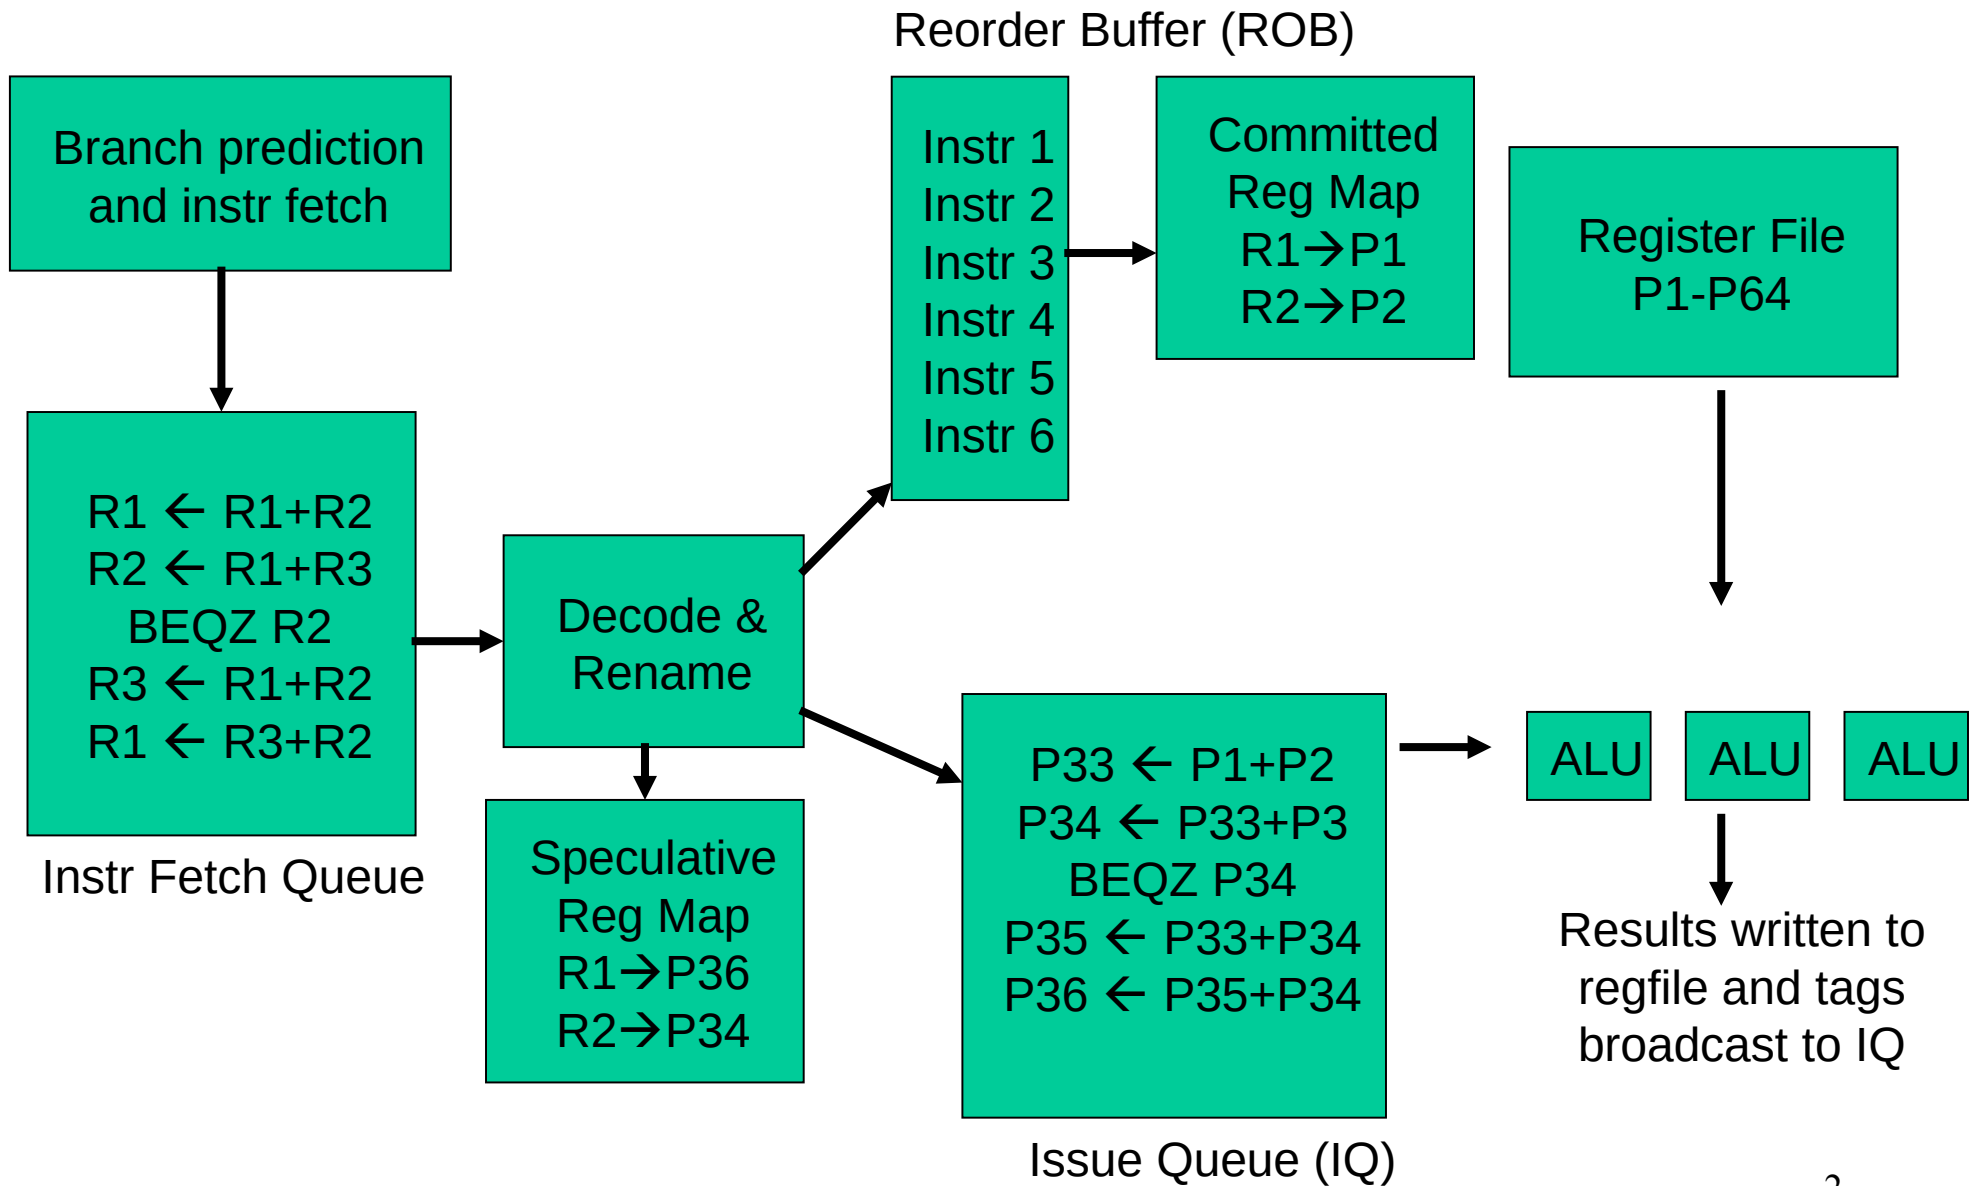 Reorder Buffer (ROB)
Branch prediction
and instr fetch
Instr 1
Instr 2
Instr 3
Instr 4
Instr 5
Instr 6
Committed
Reg Map
R1→P1
R2→P2
Register File
P1-P64
R1 ← R1+R2
R2 ← R1+R3
BEQZ R2
R3 ← R1+R2
R1 ← R3+R2
Instr Fetch Queue
Decode &
Rename
Speculative
Reg Map
R1→P36
R2→P34
P33 ← P1+P2
P34 ← P33+P3
BEQZ P34
P35 ← P33+P34
P36 ← P35+P34
Issue Queue (IQ)
ALU
ALU
ALU
Results written to
regfile and tags
broadcast to IQ